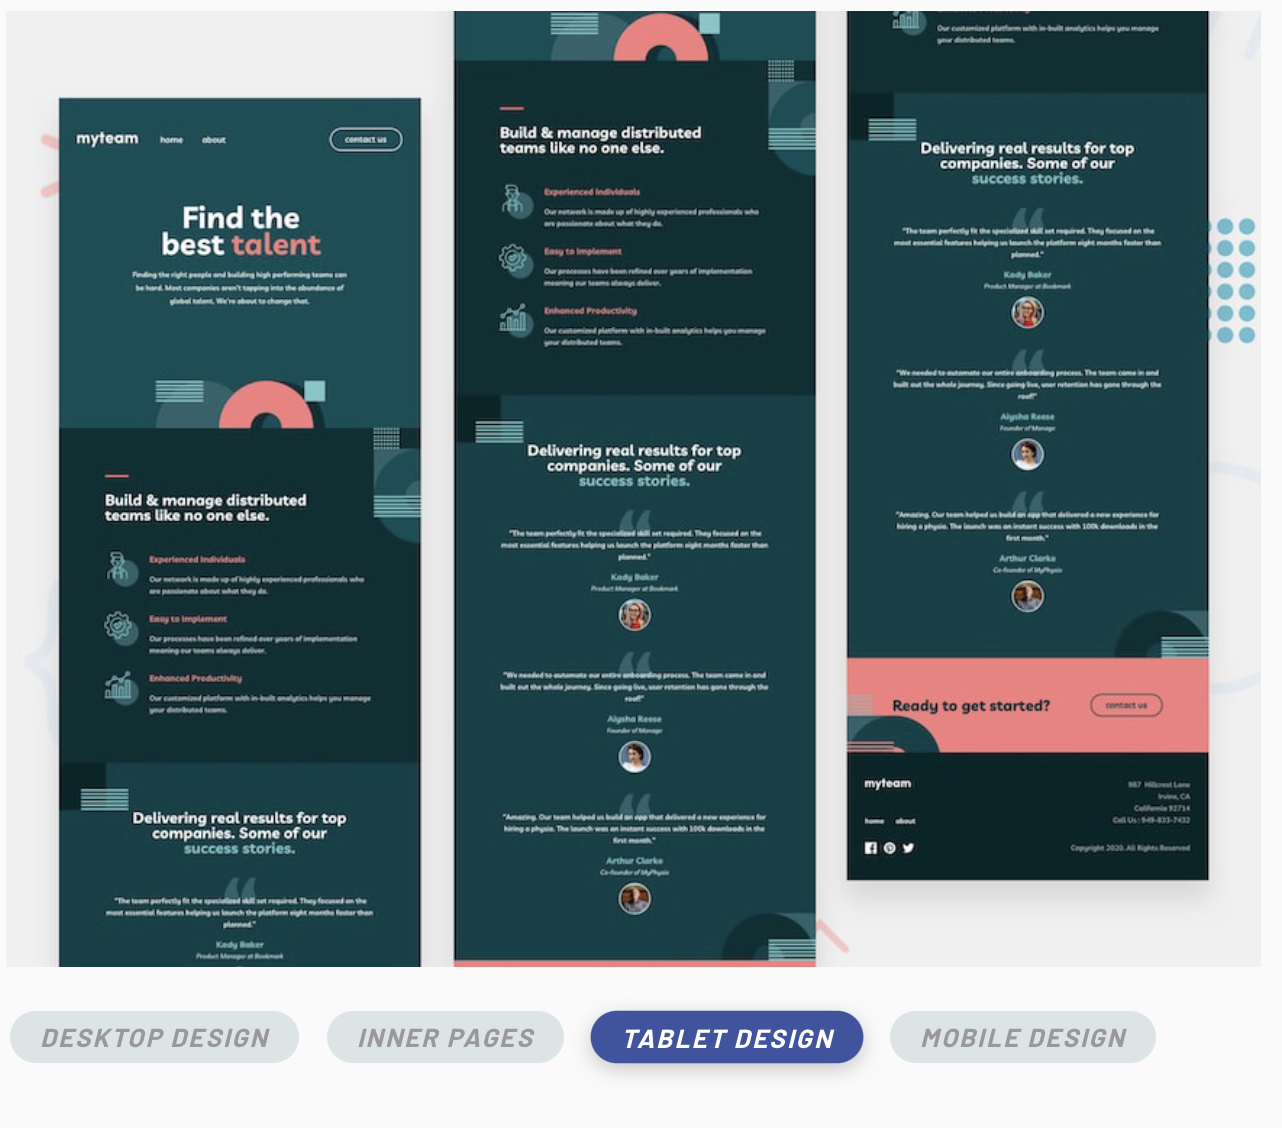 myteam home about contact us
Find the
best talent
Finding the right people and building high performing teams can
be hard. Most companies aren't tapping into the abundance of
global talent. We're about to change that.
Build & manage distributed
teams like no one else.
Experienced Individuals
Our network is made up of highly experienced professionals who
are passionate about what they do.
Easy to Implement
Our processes have been refined over years of implementation
meaning our teams always deliver.
Enhanced Productivity
Our customized platform with in-built analytics helps you manage
your distributed teams.
Delivering real results for top
companies. Some of our
success stories.
"The team perfectly fit the specialized skill set required. They focused on the
most essential features helping us launch the platform eight months faster than
planned."
Kady Baker
Product Manager at Bookmark
Build & manage distributed
teams like no one else.
Experienced Individuals
Our network is made up of highly experienced professionals who
are passionate about what they do.
Easy to Implement
Our processes have been refined over years of implementation
meaning our teams always deliver.
Enhanced Productivity
Our customized platform with in-built analytics helps you manage
your distributed teams.
Delivering real results for top
companies. Some of our
success stories.
"The team perfectly fit the specialized skill set required. They focused on the
most essential features helping us launch the platform eight months faster than
planned."
Kady Baker
Product Manager at Bookmark
"We needed to automate our entire onboarding process. The team came in and
built out the whole journey. Since going live, user retention has gone through the
roof!"
Aiysha Reese
Founder of Manage
"Amazing. Our team helped us build an app that delivered a new experience for
hiring a physio. The launch was an instant success with 100k downloads in the
first month."
Arthur Clarke
Co-founder of MyPhysio
Our customized platform with in-built analytics helps you manage
your distributed teams.
Delivering real results for top
companies. Some of our
success stories.
"The team perfectly fit the specialized skill set required. They focused on the
most essential features helping us launch the platform eight months faster than
planned."
Kady Baker
Product Manager at Bookmark
"We needed to automate our entire onboarding process. The team came in and
built out the whole journey. Since going live, user retention has gone through the
roof!"
Aiysha Reese
Founder of Manage
"Amazing. Our team helped us build an app that delivered a new experience for
hiring a physio. The launch was an instant success with 100k downloads in the
first month."
Arthur Clarke
Co-founder of MyPhysio
Ready to get started? contact us
myteam
home about
987 Hillcrest Lane
Irvine, CA
California 92714
Call Us : 949-833-7432
Copyright 2020. All Rights Reserved
DESKTOP DESIGN INNER PAGES TABLET DESIGN MOBILE DESIGN